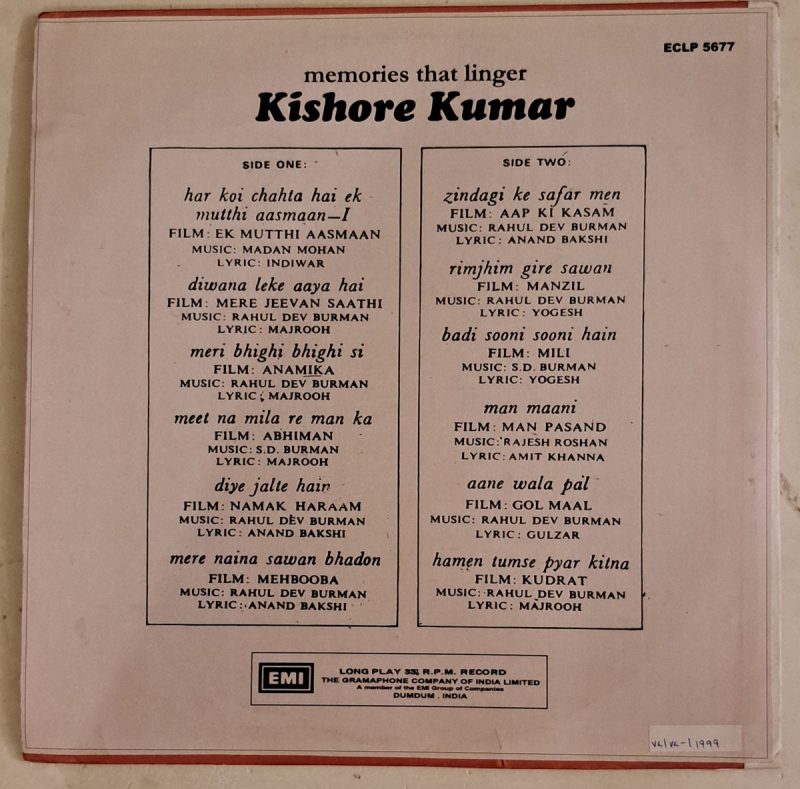 ECLP 5677
memories that linger
Kishore Kumar
SIDE ONE:
har koi chahta hai ek
mutthi aasmaan—I
FILM: EK MUTTHI AASMAAN
MUSIC: MADAN MOHAN
LYRIC: INDIWAR
diwana leke aaya hai
FILM: MERE JEEVAN SAATHI
MUSIC: RAHUL DEV BURMAN
LYRIC: MAJROOH
meri bhighi bhighi si
FILM: ANAMIKA
MUSIC: RAHUL DEV BURMAN
LYRIC: MAJROOH
meet na mila re man ka
FILM: ABHIMAN
MUSIC: S.D. BURMAN
LYRIC: MAJROOH
diye jalte hain
FILM: NAMAK HARAAM
MUSIC: RAHUL DEV BURMAN
LYRIC: ANAND BAKSHI
mere naina sawan bhadon
FILM: MEHBOOBA
MUSIC: RAHUL DEV BURMAN
LYRIC: ANAND BAKSHI
SIDE TWO:
zindagi ke safar men
FILM: AAP KI KASAM
MUSIC: RAHUL DEV BURMAN
LYRIC: ANAND BAKSHI
rimjhim gire sawan
FILM: MANZIL
MUSIC: RAHUL DEV BURMAN
LYRIC: YOGESH
badi sooni sooni hain
FILM: MILI
MUSIC: S.D. BURMAN
LYRIC: YOGESH
man maani
FILM: MAN PASAND
MUSIC: RAJESH ROSHAN
LYRIC: AMIT KHANNA
aane wala pal
FILM: GOL MAAL
MUSIC: RAHUL DEV BURMAN
LYRIC: GULZAR
hamen tumse pyar kitna
FILM: KUDRAT
MUSIC: RAHUL DEV BURMAN
LYRIC: MAJROOH
EMI
LONG PLAY 33⅓ R.P.M. RECORD
THE GRAMAPHONE COMPANY OF INDIA LIMITED
A member of the EMI Group of Companies
DUMDUM . INDIA
1999